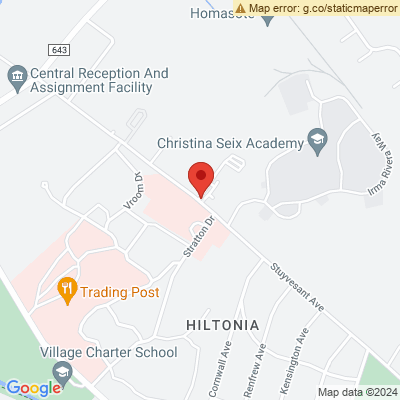 Map error: g.co/staticmaperror
Homasote
643
Central Reception And
Assignment Facility
Christina Seix Academy
Irma Rivera Way
Vroom Dr
Stratton Dr
Stuyvesant Ave
Trading Post
HILTONIA
Village Charter School
Cornwall Ave
Renfrew Ave
Kensington Ave
Google
Map data ©2024